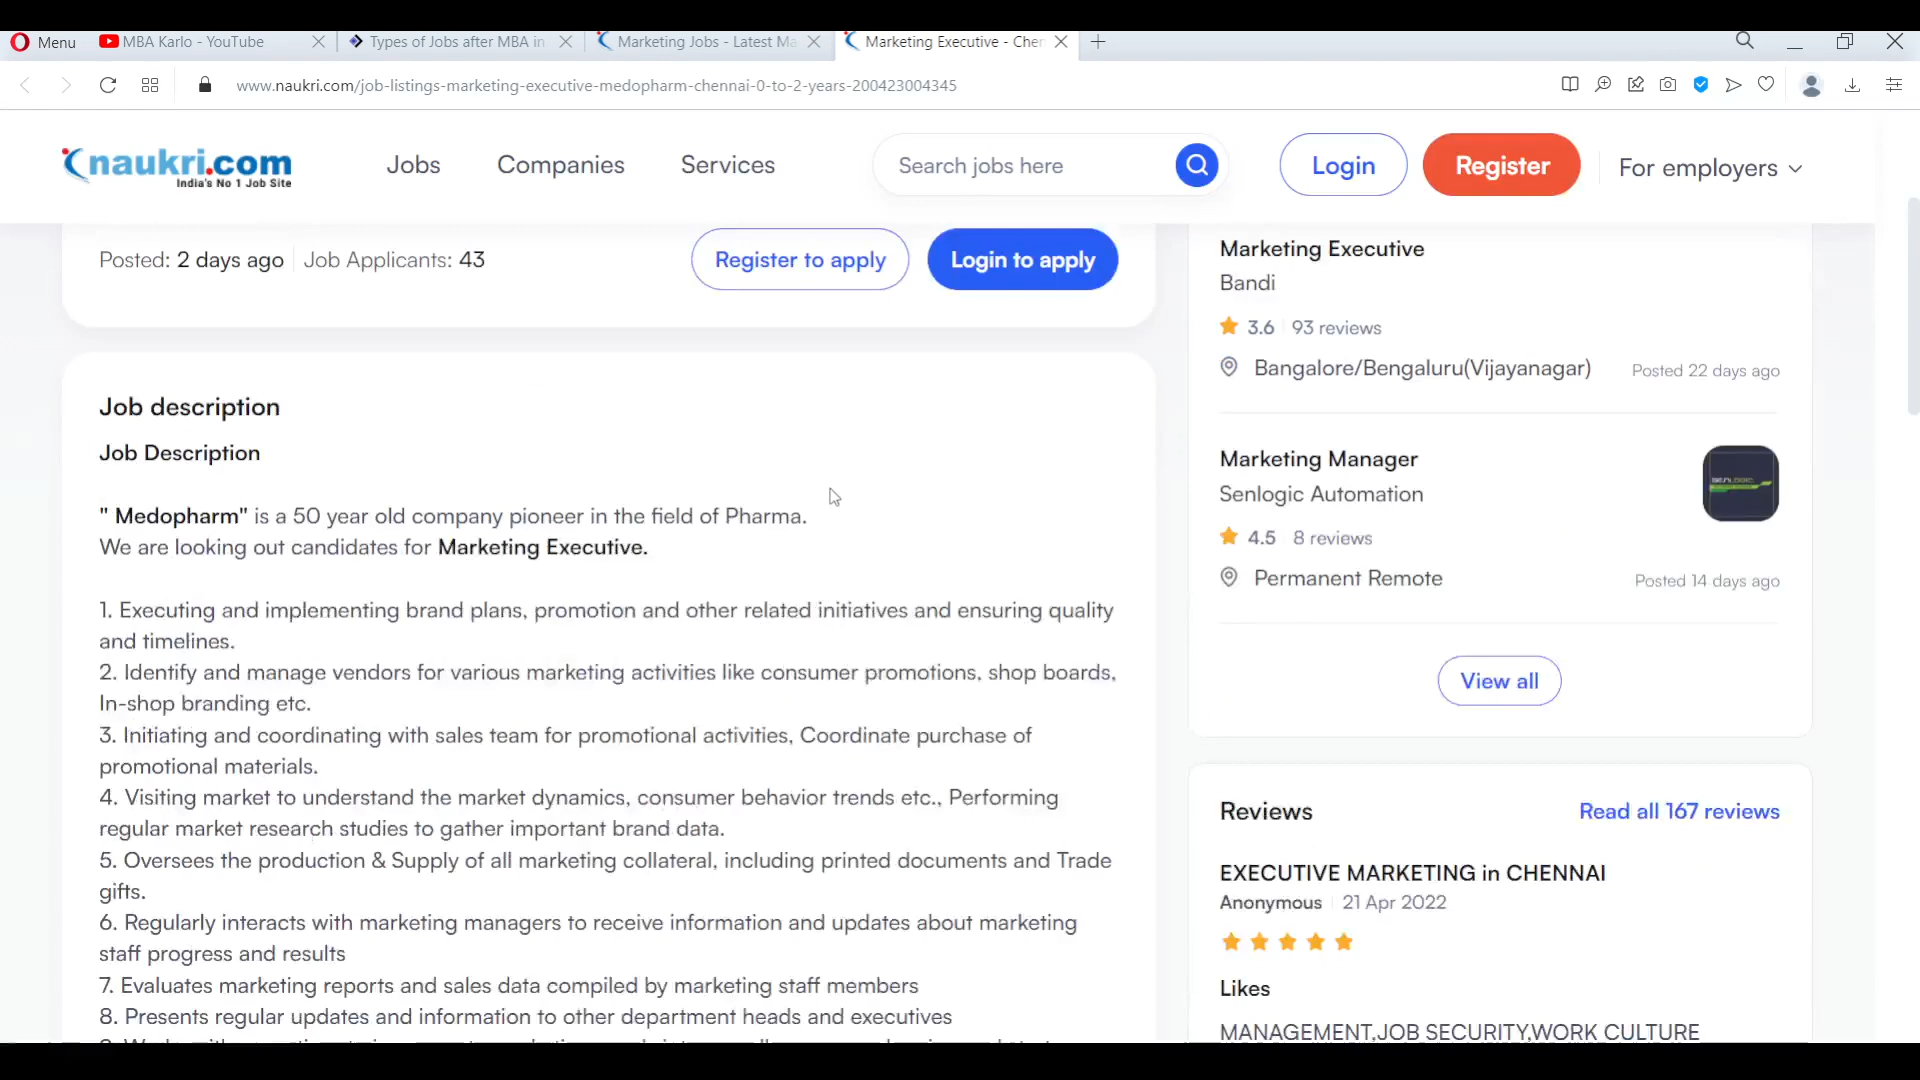 Menu
MBA Karlo - YouTube
Types of Jobs after MBA in
Marketing Jobs - Latest Ma
Marketing Executive - Cher
www.naukri.com/job-listings-marketing-executive-medopharm-chennai-0-to-2-years-200423004345
naukri.com
India's No 1 Job Site
Jobs
Companies
Services
Search jobs here
Login
Register
For employers
Posted: 2 days ago
Job Applicants: 43
Register to apply
Login to apply
Job description
Job Description
" Medopharm" is a 50 year old company pioneer in the field of Pharma.
We are looking out candidates for Marketing Executive.
1. Executing and implementing brand plans, promotion and other related initiatives and ensuring quality
and timelines.
2. Identify and manage vendors for various marketing activities like consumer promotions, shop boards,
In-shop branding etc.
3. Initiating and coordinating with sales team for promotional activities, Coordinate purchase of
promotional materials.
4. Visiting market to understand the market dynamics, consumer behavior trends etc., Performing
regular market research studies to gather important brand data.
5. Oversees the production & Supply of all marketing collateral, including printed documents and Trade
gifts.
6. Regularly interacts with marketing managers to receive information and updates about marketing
staff progress and results
7. Evaluates marketing reports and sales data compiled by marketing staff members
8. Presents regular updates and information to other department heads and executives
Marketing Executive
Bandi
3.6
93 reviews
Bangalore/Bengaluru(Vijayanagar)
Posted 22 days ago
Marketing Manager
Senlogic Automation
4.5
8 reviews
Permanent Remote
Posted 14 days ago
View all
Reviews
Read all 167 reviews
EXECUTIVE MARKETING in CHENNAI
Anonymous
21 Apr 2022
Likes
MANAGEMENT,JOB SECURITY,WORK CULTURE